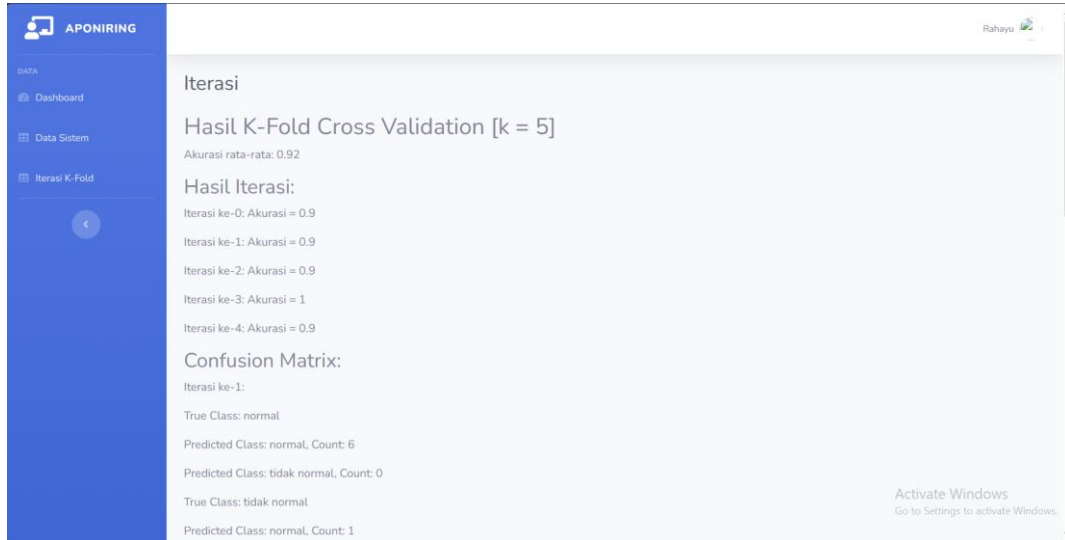 APONIRING
Rahayu
DATA
Dashboard
Data Sistem
Iterasi K-Fold
Iterasi
Hasil K-Fold Cross Validation [k = 5]
Akurasi rata-rata: 0.92
Hasil Iterasi:
Iterasi ke-0: Akurasi = 0.9
Iterasi ke-1: Akurasi = 0.9
Iterasi ke-2: Akurasi = 0.9
Iterasi ke-3: Akurasi = 1
Iterasi ke-4: Akurasi = 0.9
Confusion Matrix:
Iterasi ke-1:
True Class: normal
Predicted Class: normal, Count: 6
Predicted Class: tidak normal, Count: 0
True Class: tidak normal
Predicted Class: normal, Count: 1
Activate Windows
Go to Settings to activate Windows.